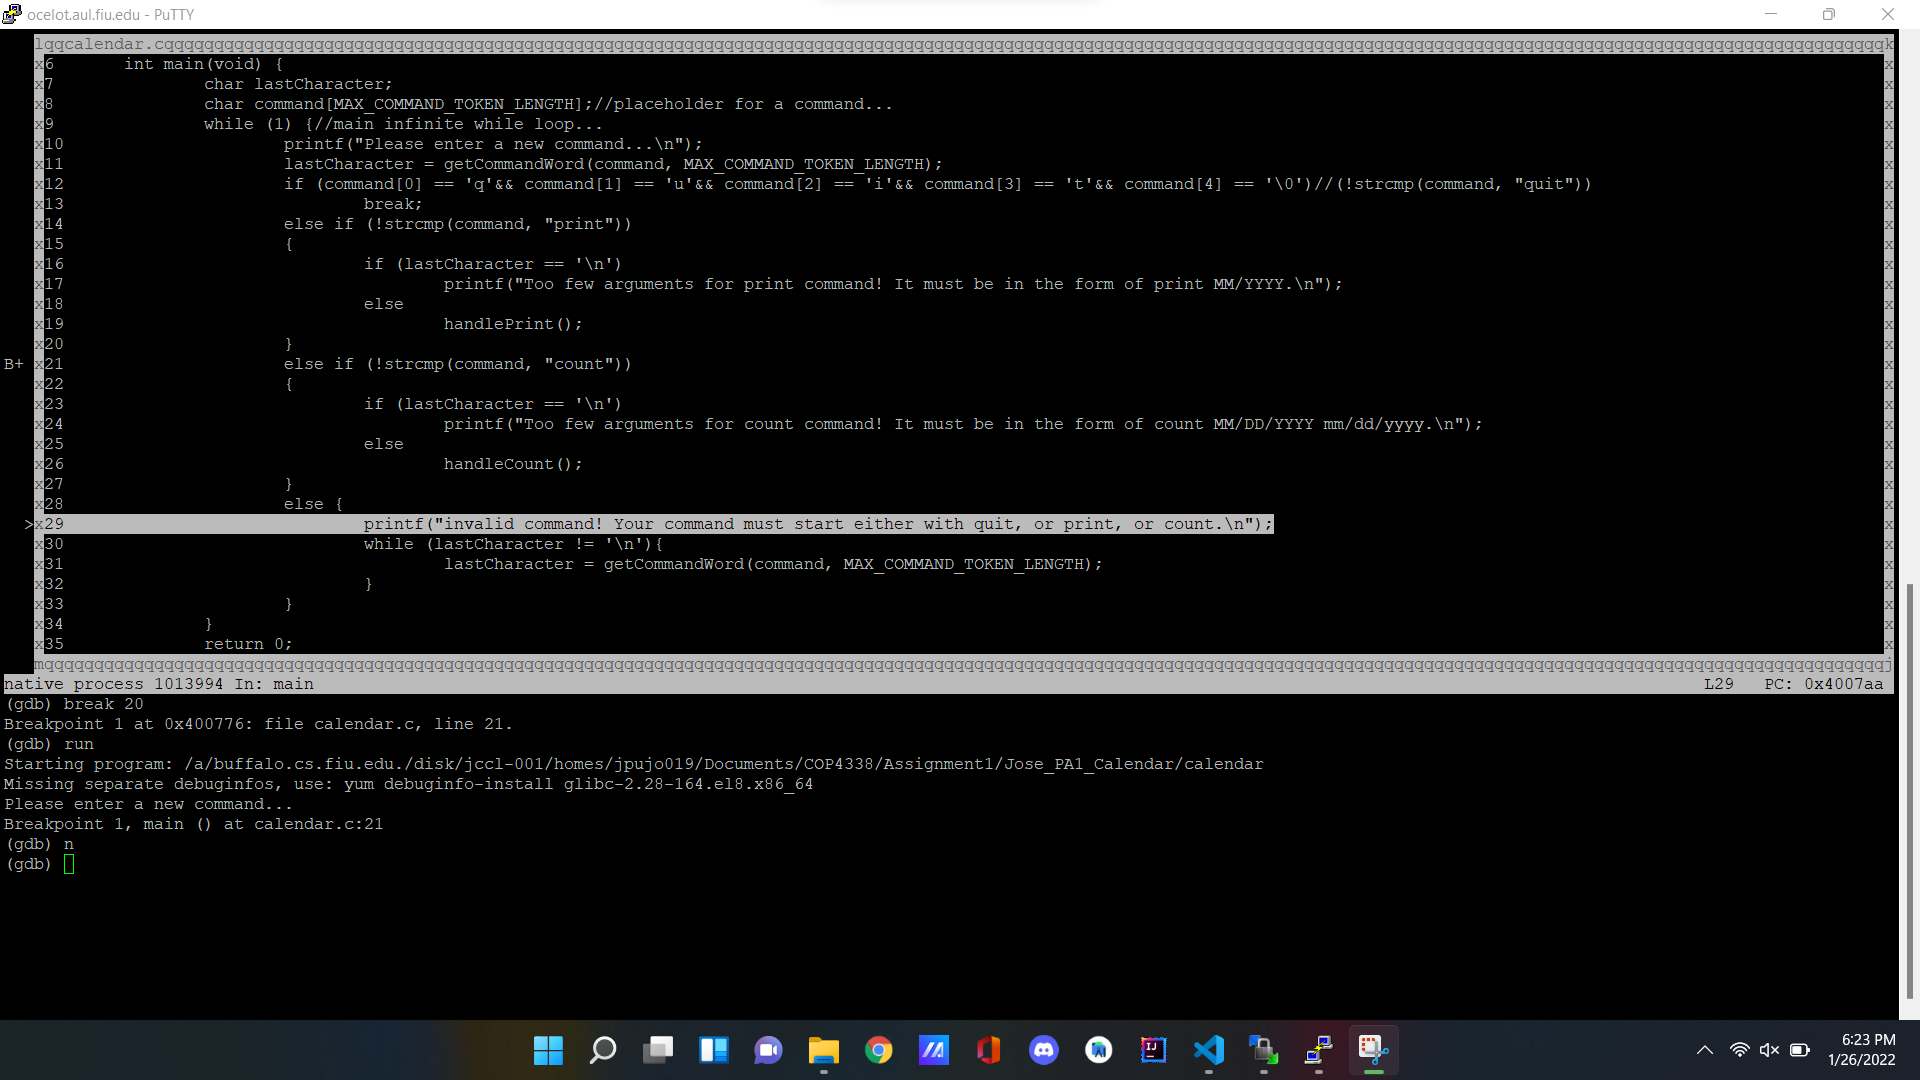 ocelot.aul.fiu.edu - PuTTY
lqqcalendar.cqqqqqqqqqqqqqqqqqqqqqqqqqqqqqqqqqqqqqqqqqqqqqqqqqqqqqqqqqqqqqqqqqqqqqqqqqqqqqqqqqqqqqqqqqqqqqqqqqqqqqqqqqqqqqqqqqqqqqqqqqqqqqqqqqqqqqqqqqqqqqqqqqqqqqqqqqqqqqqqqqqqqqqqqqqqqqqqqk
x6 int main(void) { x
x7 char lastCharacter; x
x8 char command[MAX_COMMAND_TOKEN_LENGTH];//placeholder for a command... x
x9 while (1) {//main infinite while loop... x
x10 printf("Please enter a new command...\n"); x
x11 lastCharacter = getCommandWord(command, MAX_COMMAND_TOKEN_LENGTH); x
x12 if (command[0] == 'q'&& command[1] == 'u'&& command[2] == 'i'&& command[3] == 't'&& command[4] == '\0')//(!strcmp(command, "quit")) x
x13 break; x
x14 else if (!strcmp(command, "print")) x
x15 { x
x16 if (lastCharacter == '\n') x
x17 printf("Too few arguments for print command! It must be in the form of print MM/YYYY.\n"); x
x18 else x
x19 handlePrint(); x
x20 } x
B+ x21 else if (!strcmp(command, "count")) x
x22 { x
x23 if (lastCharacter == '\n') x
x24 printf("Too few arguments for count command! It must be in the form of count MM/DD/YYYY mm/dd/yyyy.\n"); x
x25 else x
x26 handleCount(); x
x27 } x
x28 else { x
>x29 printf("invalid command! Your command must start either with quit, or print, or count.\n"); x
x30 while (lastCharacter != '\n'){ x
x31 lastCharacter = getCommandWord(command, MAX_COMMAND_TOKEN_LENGTH); x
x32 } x
x33 } x
x34 } x
x35 return 0; x
mqqqqqqqqqqqqqqqqqqqqqqqqqqqqqqqqqqqqqqqqqqqqqqqqqqqqqqqqqqqqqqqqqqqqqqqqqqqqqqqqqqqqqqqqqqqqqqqqqqqqqqqqqqqqqqqqqqqqqqqqqqqqqqqqqqqqqqqqqqqqqqqqqqqqqqqqqqqqqqqqqqqqqqqqqqqqqqqqqqqqqqqqj
native process 1013994 In: main L29 PC: 0x4007aa
(gdb) break 20
Breakpoint 1 at 0x400776: file calendar.c, line 21.
(gdb) run
Starting program: /a/buffalo.cs.fiu.edu./disk/jccl-001/homes/jpujo019/Documents/COP4338/Assignment1/Jose_PA1_Calendar/calendar
Missing separate debuginfos, use: yum debuginfo-install glibc-2.28-164.el8.x86_64
Please enter a new command...
Breakpoint 1, main () at calendar.c:21
(gdb) n
(gdb)
6:23 PM
1/26/2022